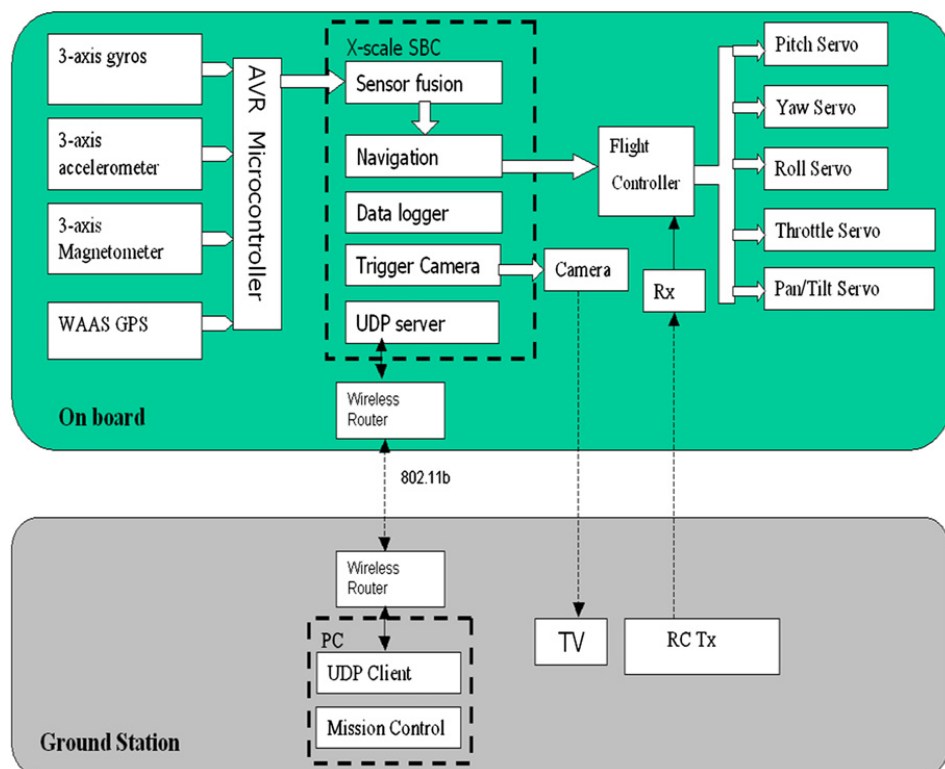 3-axis gyros
3-axis
accelerometer
3-axis
Magnetometer
WAAS GPS
AVR Microcontroller
X-scale SBC
Sensor fusion
Navigation
Data logger
Trigger Camera
UDP server
Camera
Flight
Controller
Rx
Pitch Servo
Yaw Servo
Roll Servo
Throttle Servo
Pan/Tilt Servo
Wireless
Router
On board
802.11b
Wireless
Router
PC
UDP Client
Mission Control
TV
RC Tx
Ground Station